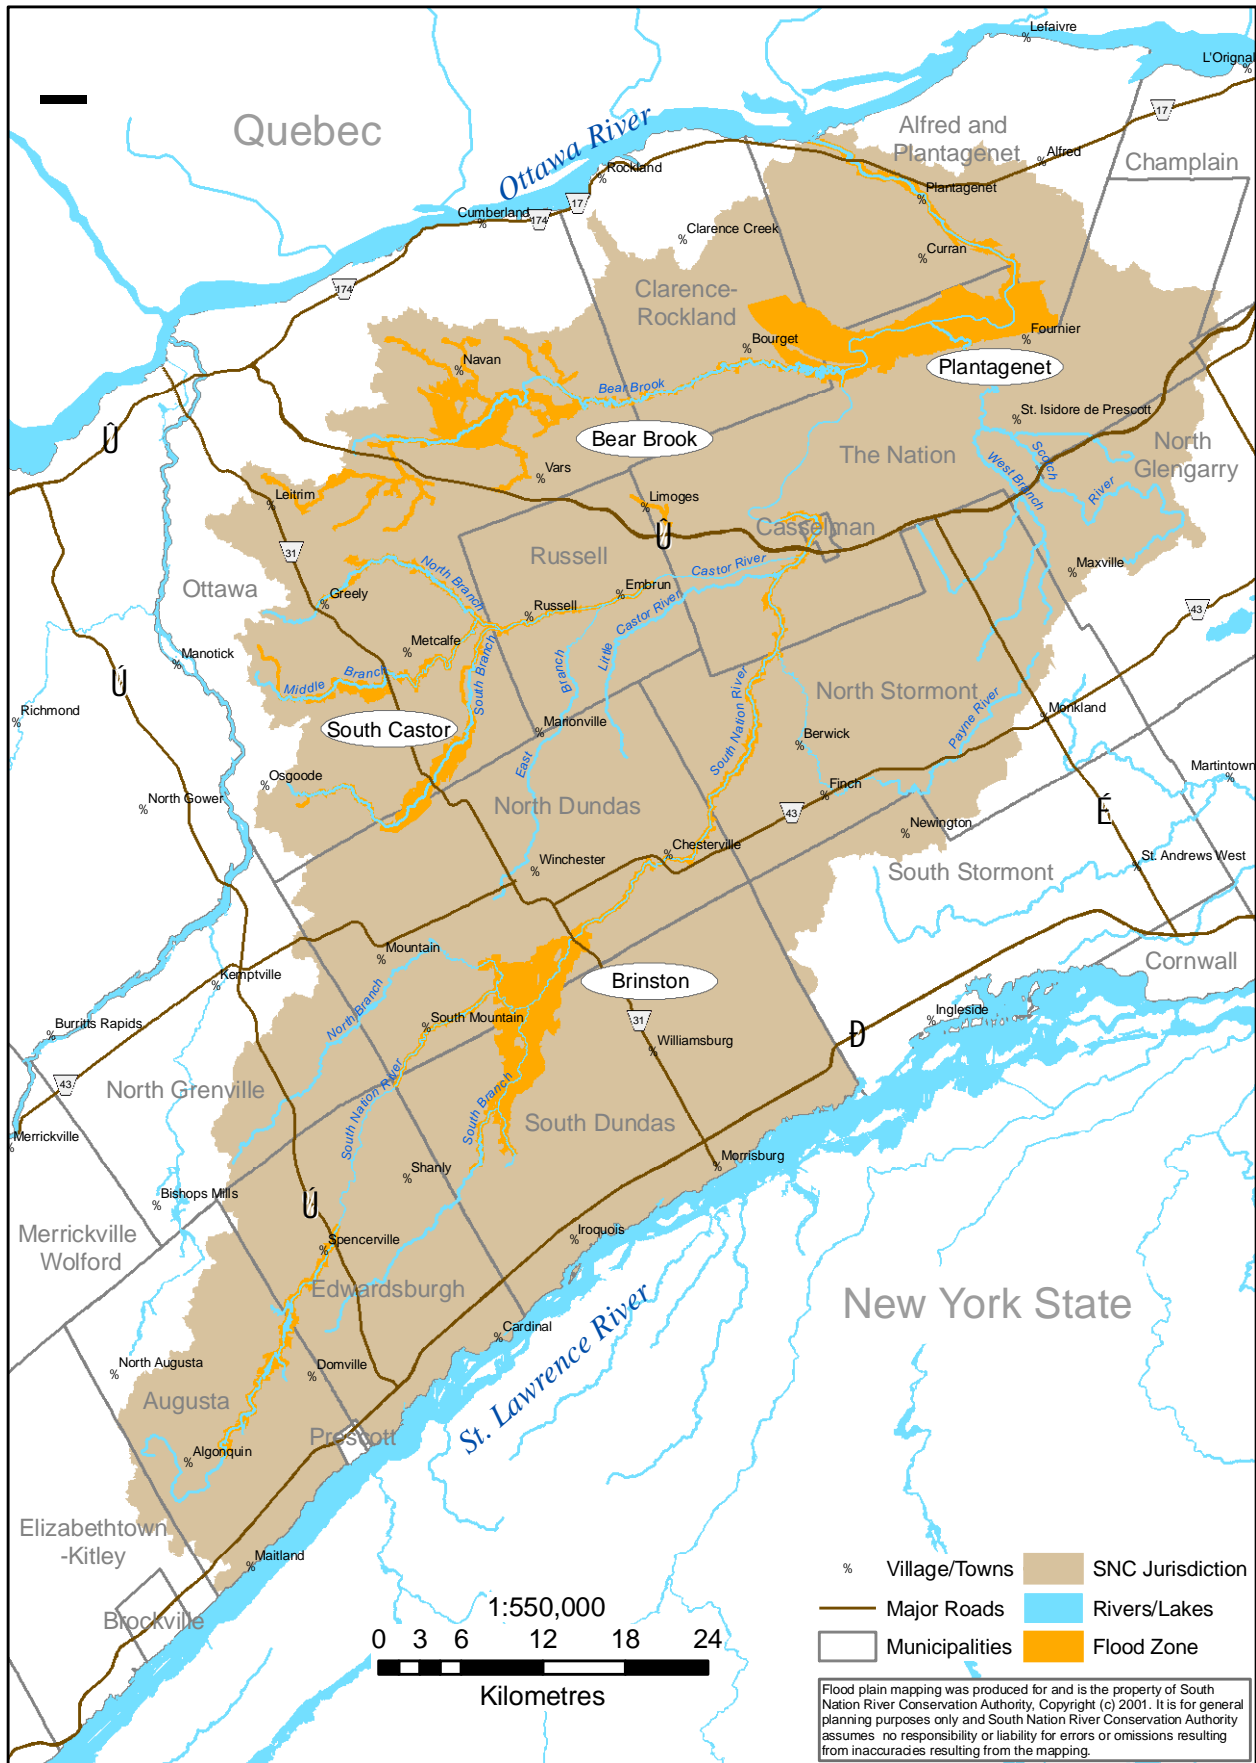 Lefaivre
L'Orignal
17
Quebec
Ottawa River
Alfred and
Plantagenet
Alfred
Champlain
Rockland
17
Cumberland
174
Plantagenet
Clarence Creek
Curran
174
Clarence-
Rockland
Bourget
Fournier
Navan
Plantagenet
Bear Brook
St. Isidore de Prescott
Û
Bear Brook
The Nation
North
Glengarry
Scotch
River
West Branch
Vars
Leitrim
Limoges
Û
Casselman
31
Russell
North Branch
Castor River
Maxville
Ottawa
Greely
Embrun
Russell
Little Castor River
43
Metcalfe
Manotick
Middle Branch
South Branch
East Branch
South Nation River
North Stormont
Payne River
Ú
Richmond
South Castor
Marionville
Berwick
Monkland
Martintown
Osgoode
North Gower
North Dundas
Finch
43
É
Newington
Chesterville
Winchester
South Stormont
St. Andrews West
Mountain
Cornwall
Kemptville
Brinston
North Branch
Burritts Rapids
South Mountain
31
Ingleside
Đ
Williamsburg
43
North Grenville
South Nation River
South Branch
South Dundas
Merrickville
Shanly
Morrisburg
Bishops Mills
Ú
Merrickville
Wolford
Spencerville
Iroquois
Edwardsburgh
New York State
St. Lawrence River
Cardinal
North Augusta
Domville
Augusta
Prescott
Algonquin
Elizabethtown
-Kitley
Maitland
Brockville
1:550,000
0 3 6 12 18 24
Kilometres
% Village/Towns
SNC Jurisdiction
Major Roads
Rivers/Lakes
Municipalities
Flood Zone
Flood plain mapping was produced for and is the property of South
Nation River Conservation Authority, Copyright (c) 2001. It is for general
planning purposes only and South Nation River Conservation Authority
assumes no responsibility or liability for errors or omissions resulting
from inaccuracies resulting from the mapping.